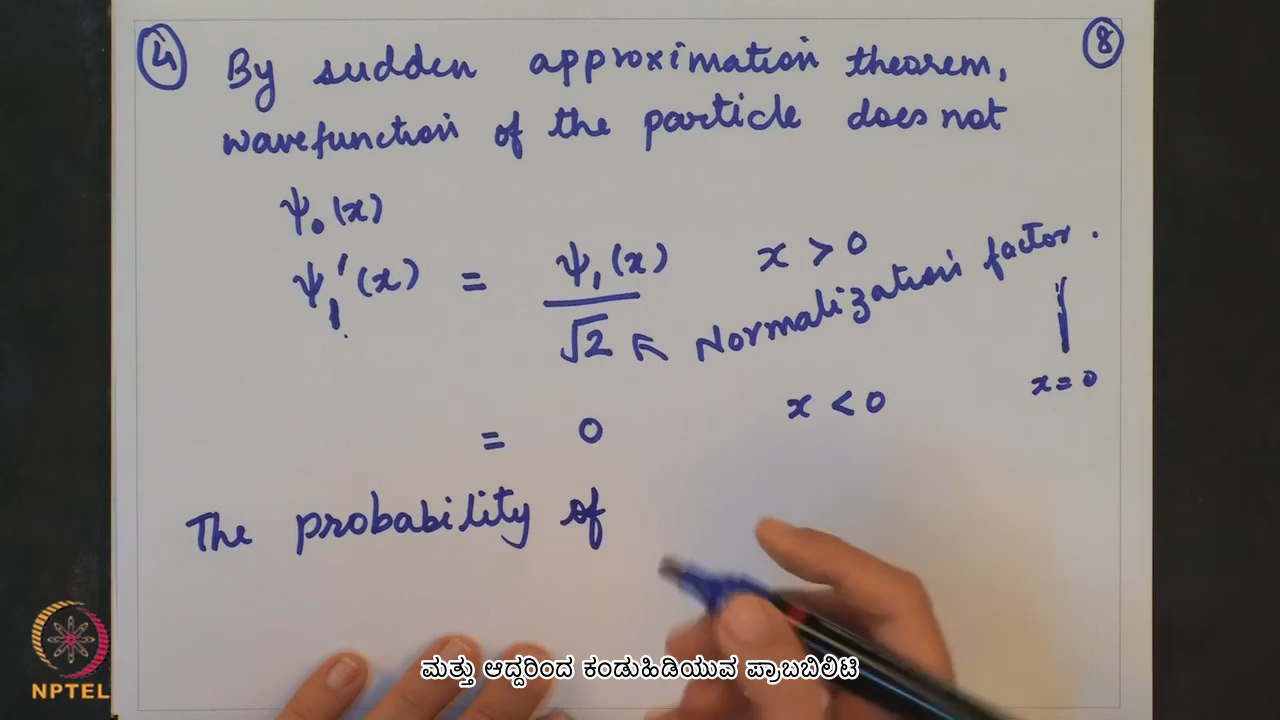 4 By sudden approximation theorem, 8
wavefunction of the particle does not
ψ₀(x)
ψ₁'(x) = ψ₁(x)/√2 x > 0
Normalization factor.
= 0 x < 0 x=0
The probability of
ಮತ್ತು ಆದ್ದರಿಂದ ಕಂಡುಹಿಡಿಯುವ ಪ್ರಾಬಬಿಲಿಟಿ
NPTEL